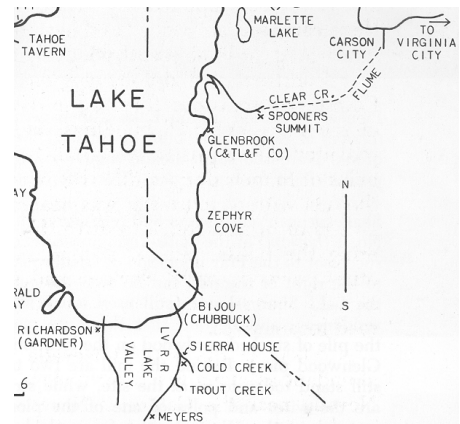 MARLETTE
LAKE
TAHOE
TAVERN
CARSON
CITY
TO
VIRGINIA
CITY
LAKE
TAHOE
CLEAR CR.
FLUME
SPOONERS
SUMMIT
GLENBROOK
(C&TL&F CO)
N
ZEPHYR
COVE
S
BIJOU
(CHUBBUCK)
RICHARDSON
(GARDNER)
LAKE
VALLEY
LV R R
SIERRA HOUSE
COLD CREEK
TROUT CREEK
MEYERS
6